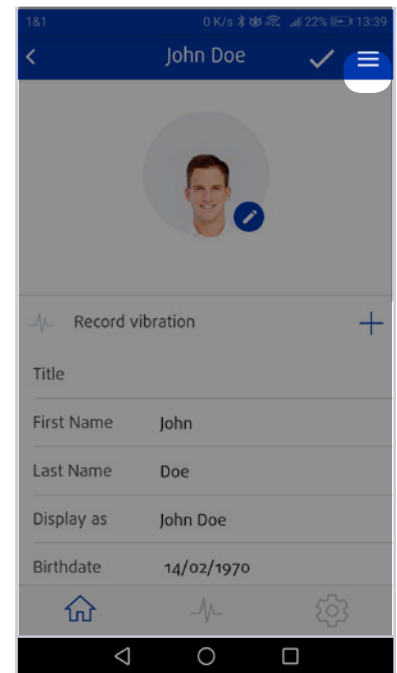 1&1 0 K/s 22% 13:39
John Doe
Record vibration
Title
First Name John
Last Name Doe
Display as John Doe
Birthdate 14/02/1970